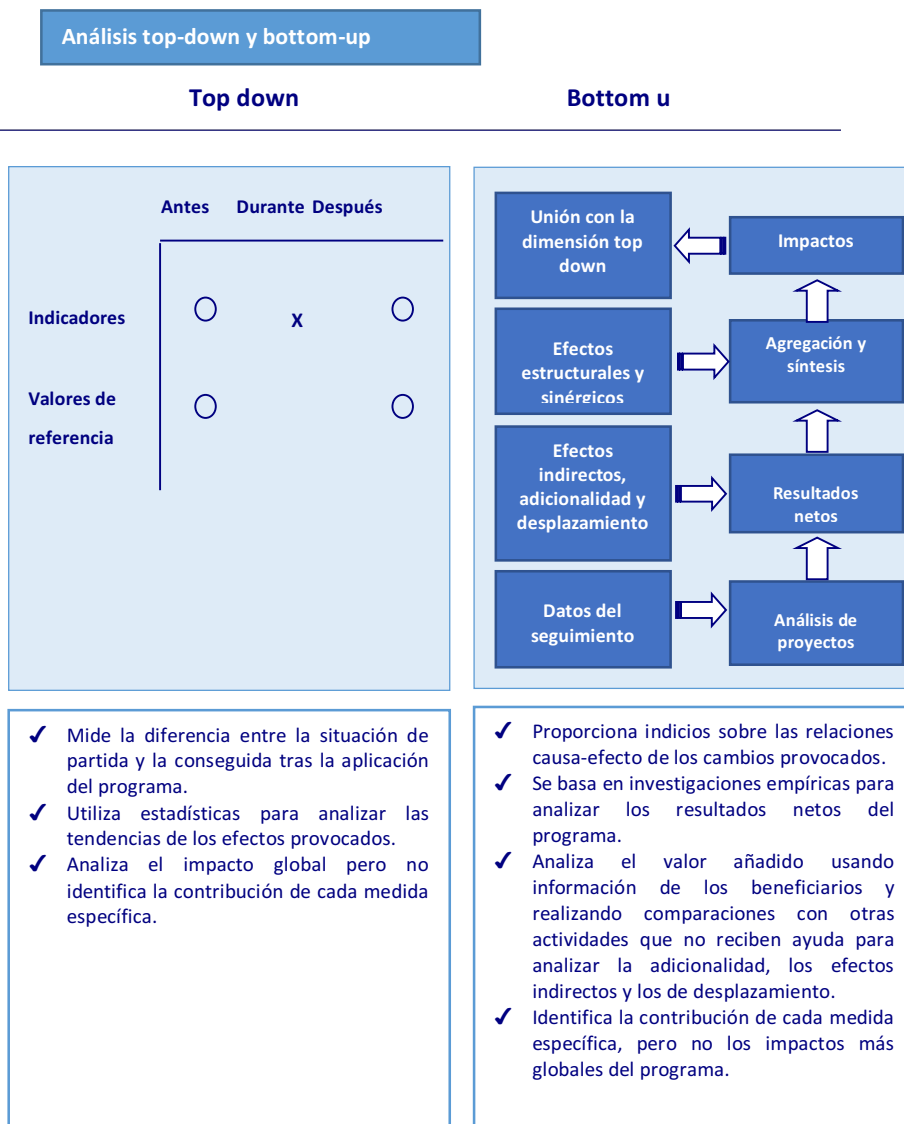 Análisis top-down y bottom-up
Top down
Bottom u
Antes Durante Después
Indicadores
X
Valores de
referencia
Unión con la
dimensión top
down
Impactos
Efectos
estructurales y
sinérgicos
Agregación y
síntesis
Efectos
indirectos,
adicionalidad y
desplazamiento
Resultados
netos
Datos del
seguimiento
Análisis de
proyectos
✓ Mide la diferencia entre la situación de
partida y la conseguida tras la aplicación
del programa.
✓ Utiliza estadísticas para analizar las
tendencias de los efectos provocados.
✓ Analiza el impacto global pero no
identifica la contribución de cada medida
específica.
✓ Proporciona indicios sobre las relaciones
causa-efecto de los cambios provocados.
✓ Se basa en investigaciones empíricas para
analizar los resultados netos del
programa.
✓ Analiza el valor añadido usando
información de los beneficiarios y
realizando comparaciones con otras
actividades que no reciben ayuda para
analizar la adicionalidad, los efectos
indirectos y los de desplazamiento.
✓ Identifica la contribución de cada medida
específica, pero no los impactos más
globales del programa.